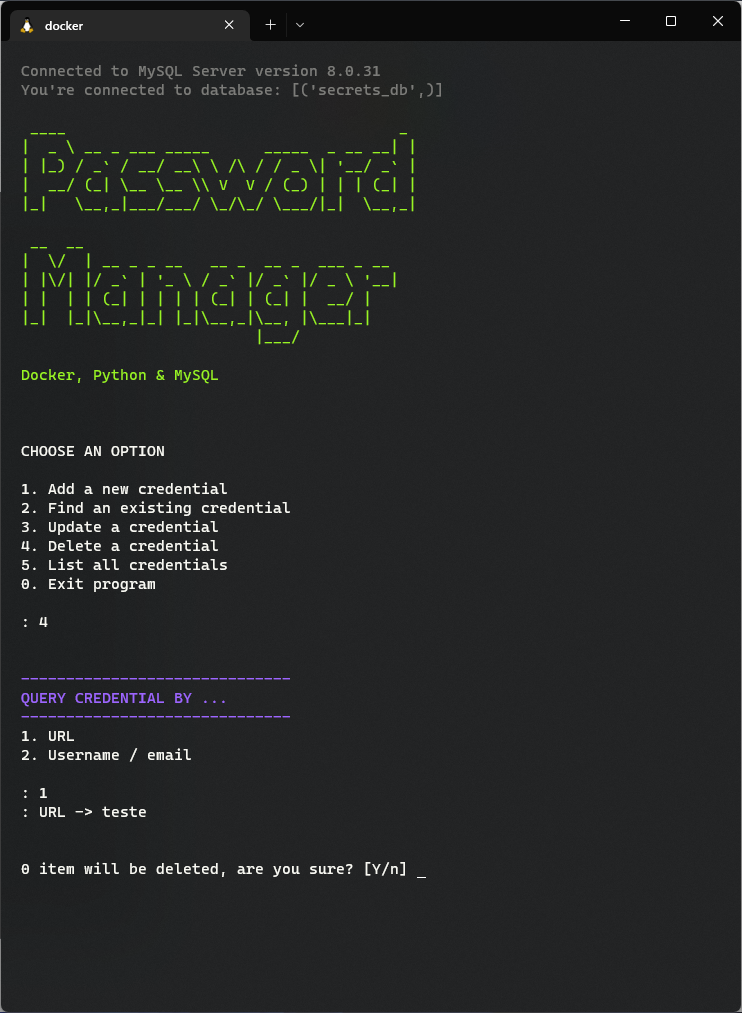 docker
Connected to MySQL Server version 8.0.31
You're connected to database: [('secrets_db',)]
Password
Manager
Docker, Python & MySQL
CHOOSE AN OPTION
1. Add a new credential
2. Find an existing credential
3. Update a credential
4. Delete a credential
5. List all credentials
0. Exit program
: 4
------------------------------
QUERY CREDENTIAL BY ...
------------------------------
1. URL
2. Username / email
: 1
: URL -> teste
0 item will be deleted, are you sure? [Y/n] _